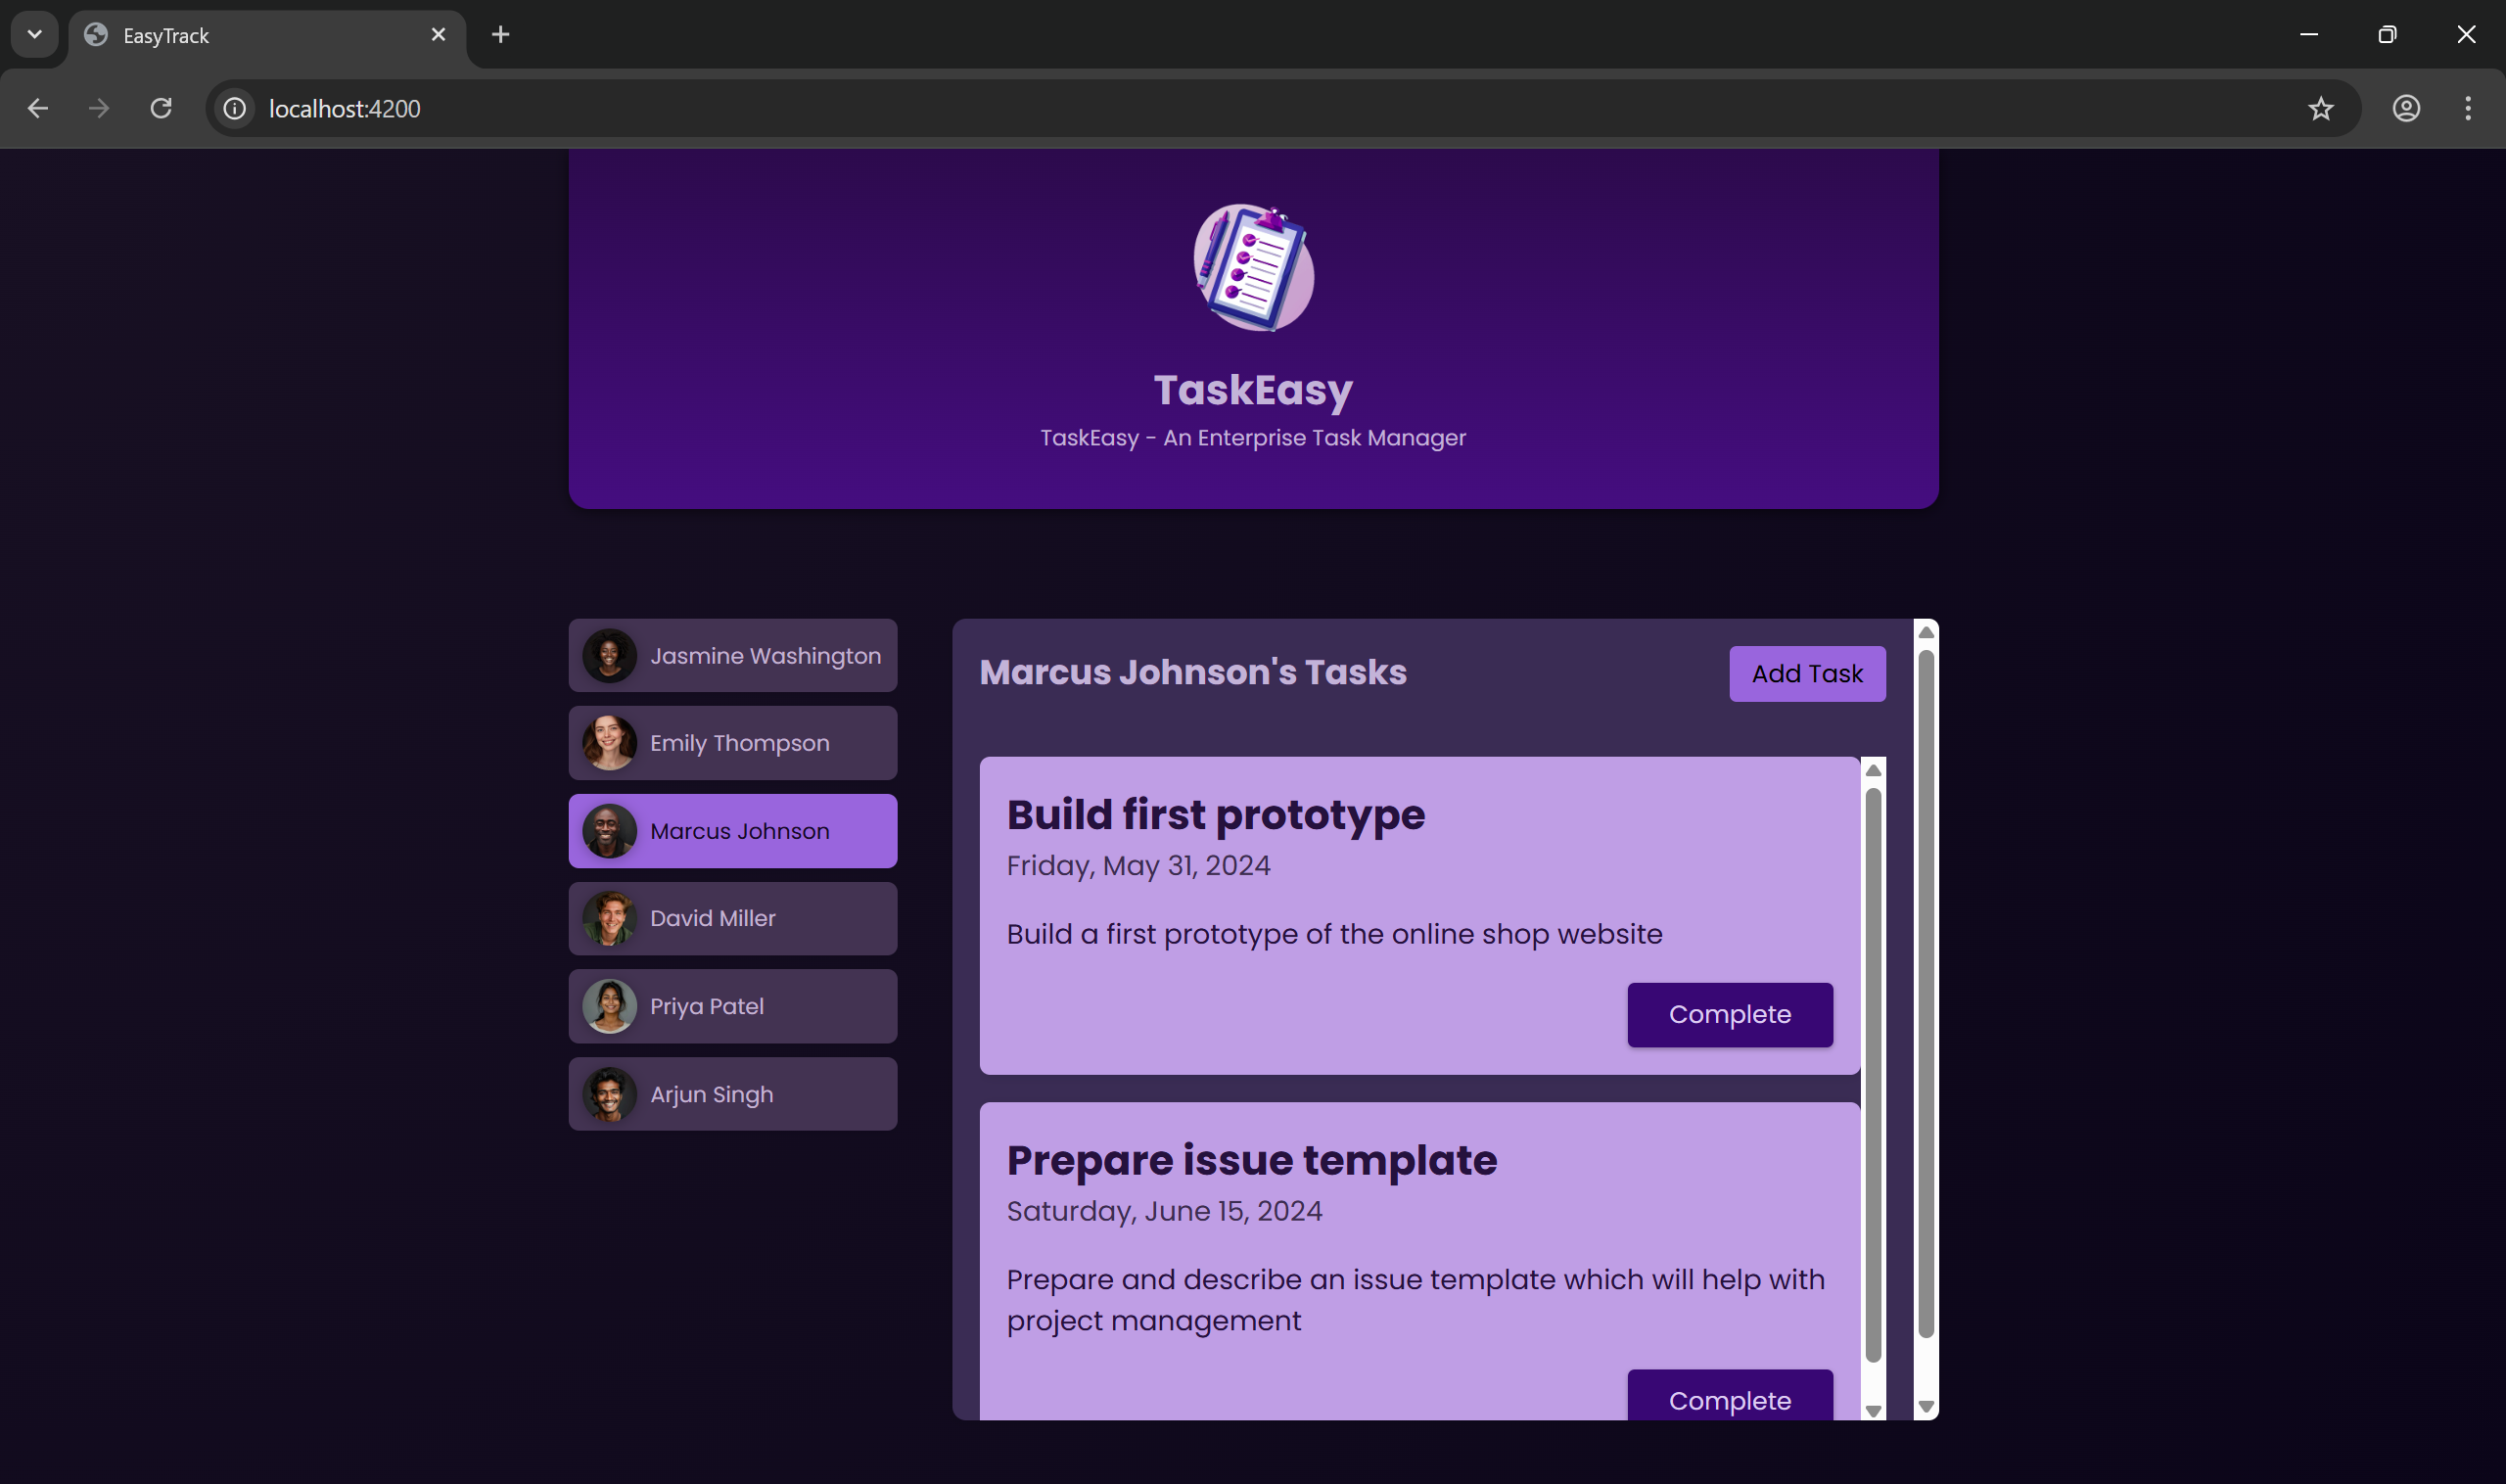 EasyTrack
localhost:4200
TaskEasy
TaskEasy - An Enterprise Task Manager
Jasmine Washington
Emily Thompson
Marcus Johnson
David Miller
Priya Patel
Arjun Singh
Marcus Johnson's Tasks
Add Task
Build first prototype
Friday, May 31, 2024
Build a first prototype of the online shop website
Complete
Prepare issue template
Saturday, June 15, 2024
Prepare and describe an issue template which will help with
project management
Complete